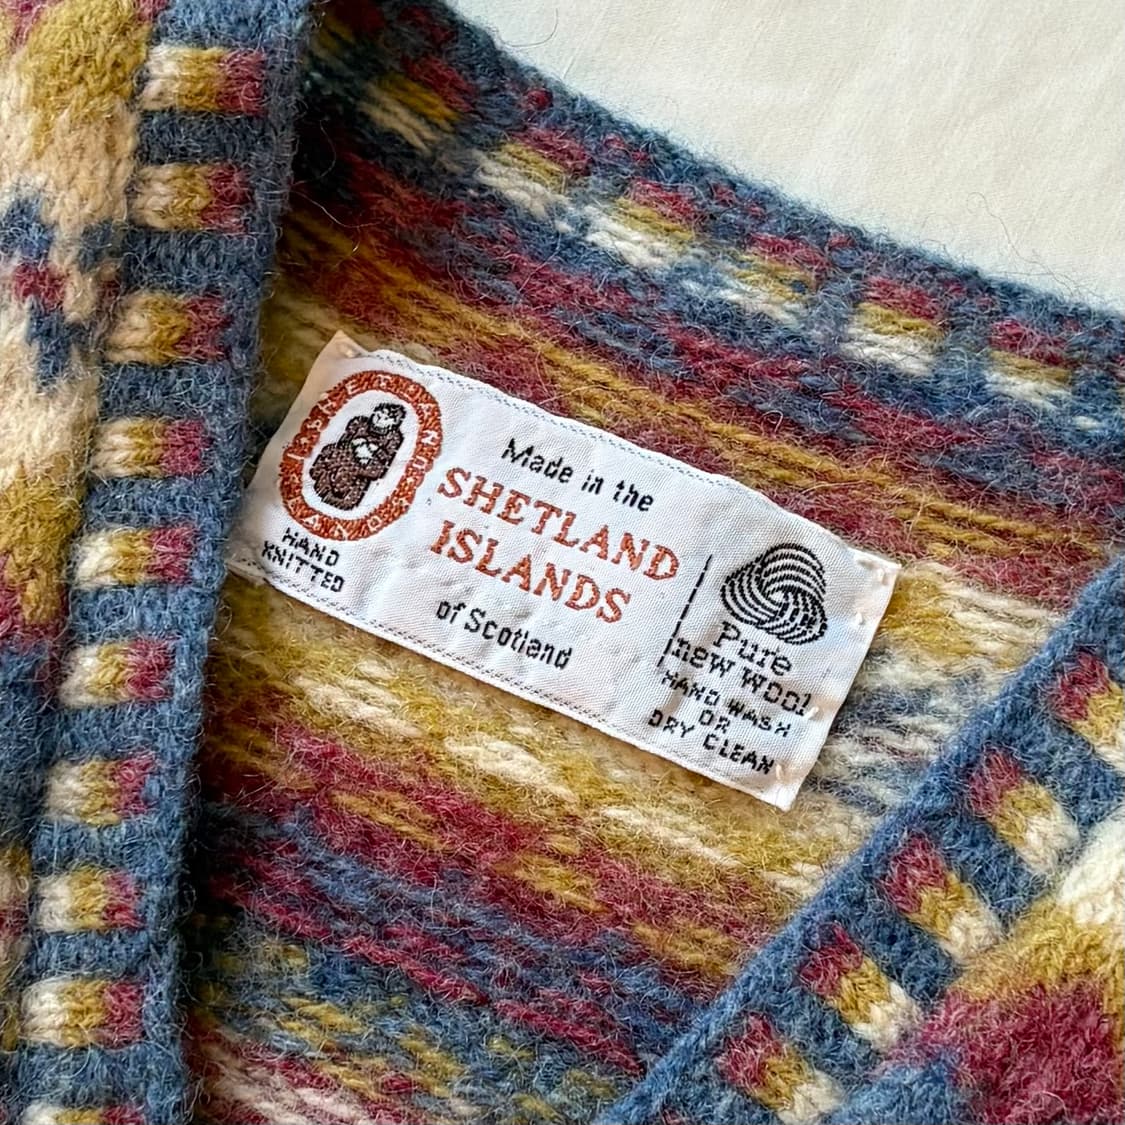 HAND
KNITTED
Made in the
SHETLAND
ISLANDS
of Scotland
Pure
new wool
HAND WASH
OR
DRY CLEAN